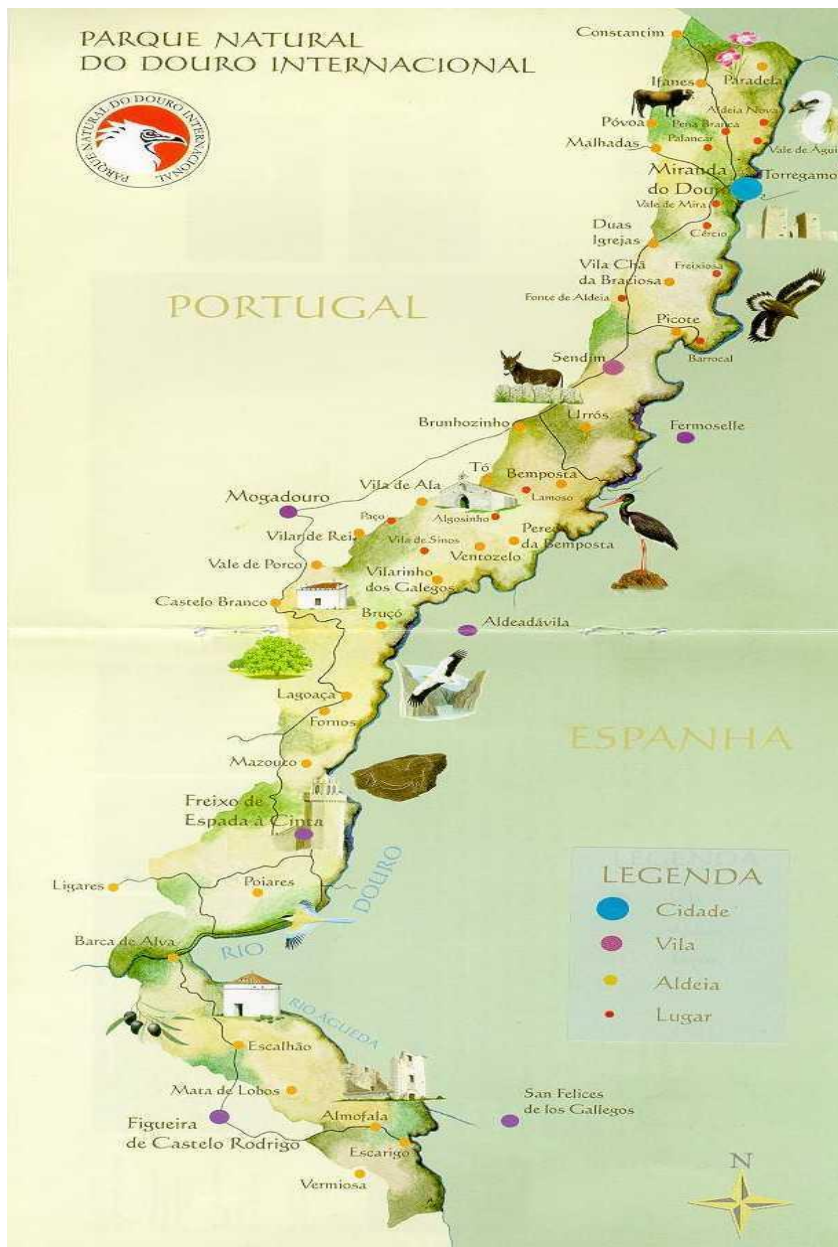 PARQUE NATURAL
DO DOURO INTERNACIONAL
PARQUE NATURAL DO DOURO INTERNACIONAL
Constantim
Ifanes
Paradela
Aldeia Nova
Póvoa
Pena Branca
Malhadas
Palancar
Vale de Águi
Miranda
do Douro
Torregamo
Vale de Mira
Duas
Igrejas
Cércio
Vila Chã
da Braciosa
Freixiosa
PORTUGAL
Fonte de Aldeia
Picote
Barrocal
Sendim
Brunhozinho
Urrós
Fermoselle
Tó
Bemposta
Vila de Ala
Lamoso
Mogadouro
Paço
Algosinho
Vilar de Rei
Vila de Sinos
Pered
da Bemposta
Ventozelo
Vale de Porco
Vilarinho
dos Galegos
Castelo Branco
Bruçó
Aldeadávila
Lagoaça
Fornos
ESPANHA
Mazouco
Freixo de
Espada à Cinta
RIO DOURO
Ligares
Poiares
Barca de Alva
RIO AGUEDA
Escalhão
Mata de Lobos
Almofala
Figueira
de Castelo Rodrigo
San Felices
de los Gallegos
Escarigo
Vermiosa
LEGENDA
Cidade
Vila
Aldeia
Lugar
N